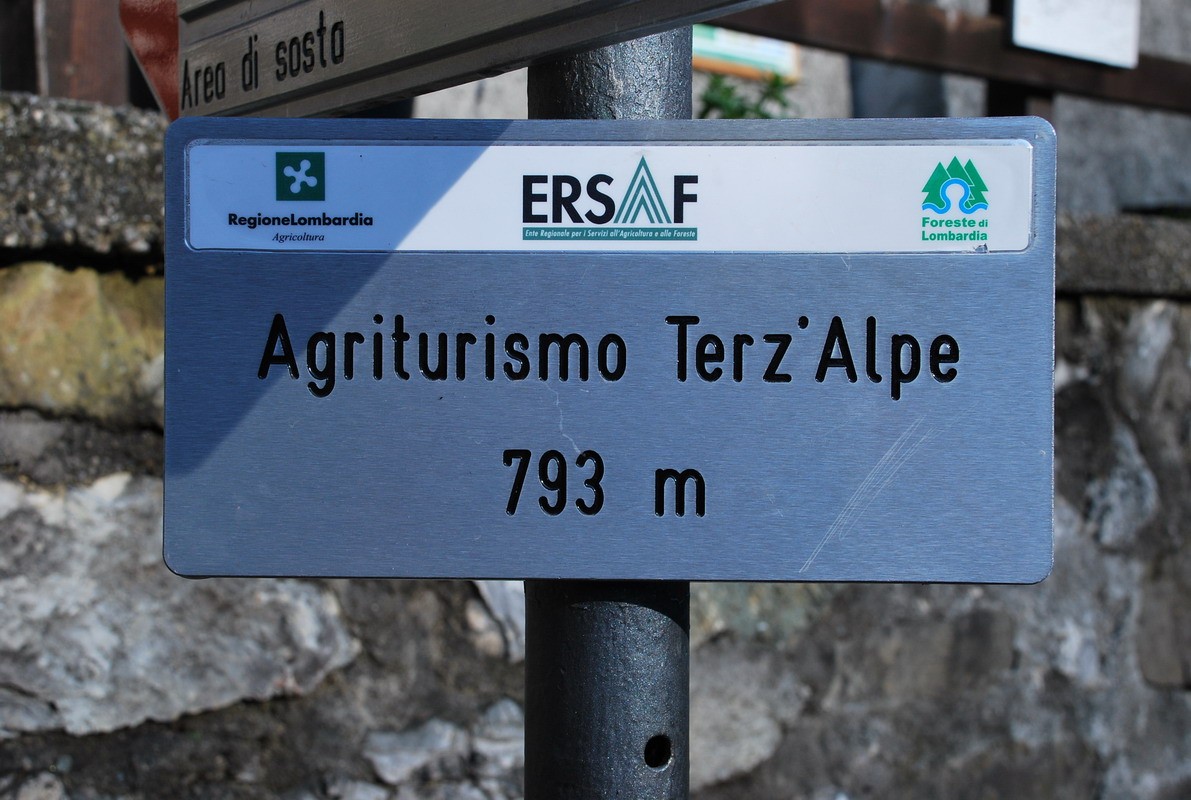 Area di sosta
RegioneLombardia
Agricoltura
ERSAF
Ente Regionale per i Servizi all'Agricoltura e alle Foreste
Foreste di
Lombardia
Agriturismo Terz'Alpe
793 m